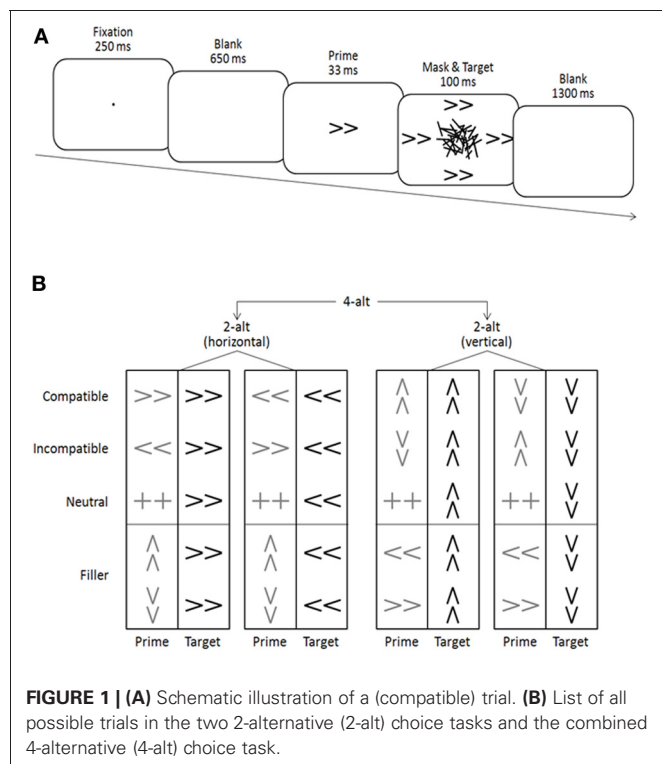 A
Fixation
250 ms
Blank
650 ms
Prime
33 ms
Mask & Target
100 ms
Blank
1300 ms
>>
>>
>> >>
>>
B
4-alt
2-alt
(horizontal)
2-alt
(vertical)
Compatible >> >> << << ∧∧ ∧∧ ∨∨ ∨∨
Incompatible << >> >> << ∨∨ ∧∧ ∧∧ ∨∨
Neutral ++ >> ++ << ++ ∧∧ ++ ∨∨
Filler
∧∧ >> ∧∧ << << ∧∧ << ∨∨
∨∨ >> ∨∨ << >> ∧∧ >> ∨∨
Prime Target Prime Target Prime Target Prime Target
FIGURE 1 | (A) Schematic illustration of a (compatible) trial. (B) List of all
possible trials in the two 2-alternative (2-alt) choice tasks and the combined
4-alternative (4-alt) choice task.